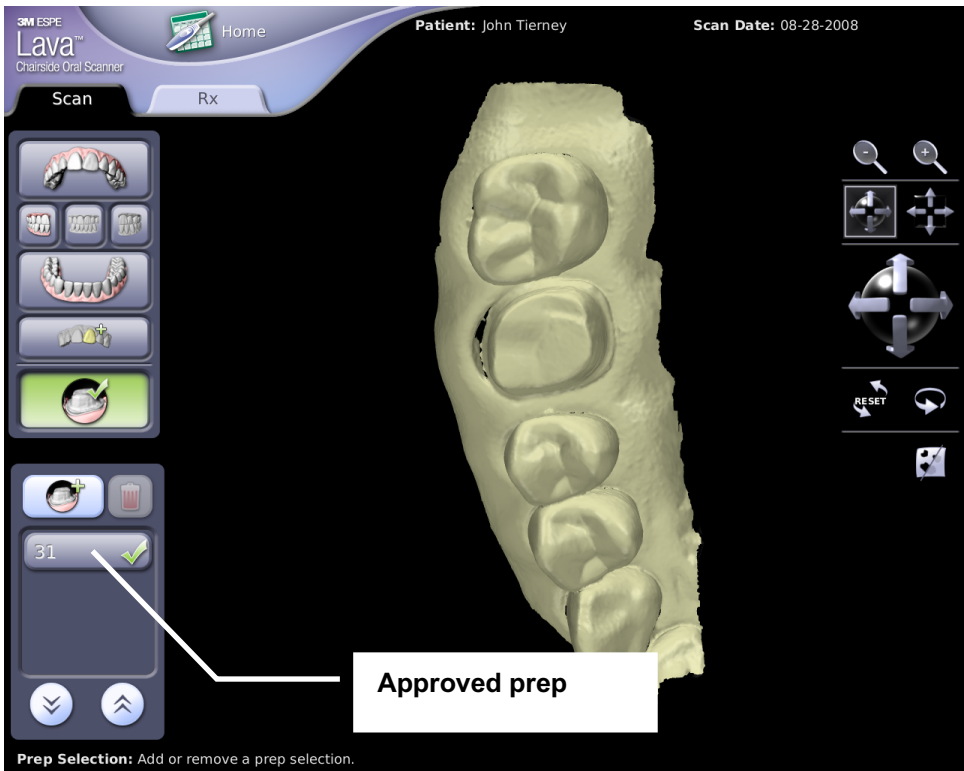 3M ESPE
Lava™
Chairside Oral Scanner
Home
Patient: John Tierney
Scan Date: 08-28-2008
Scan
Rx
-
+
RESET
31
Approved prep
Prep Selection: Add or remove a prep selection.